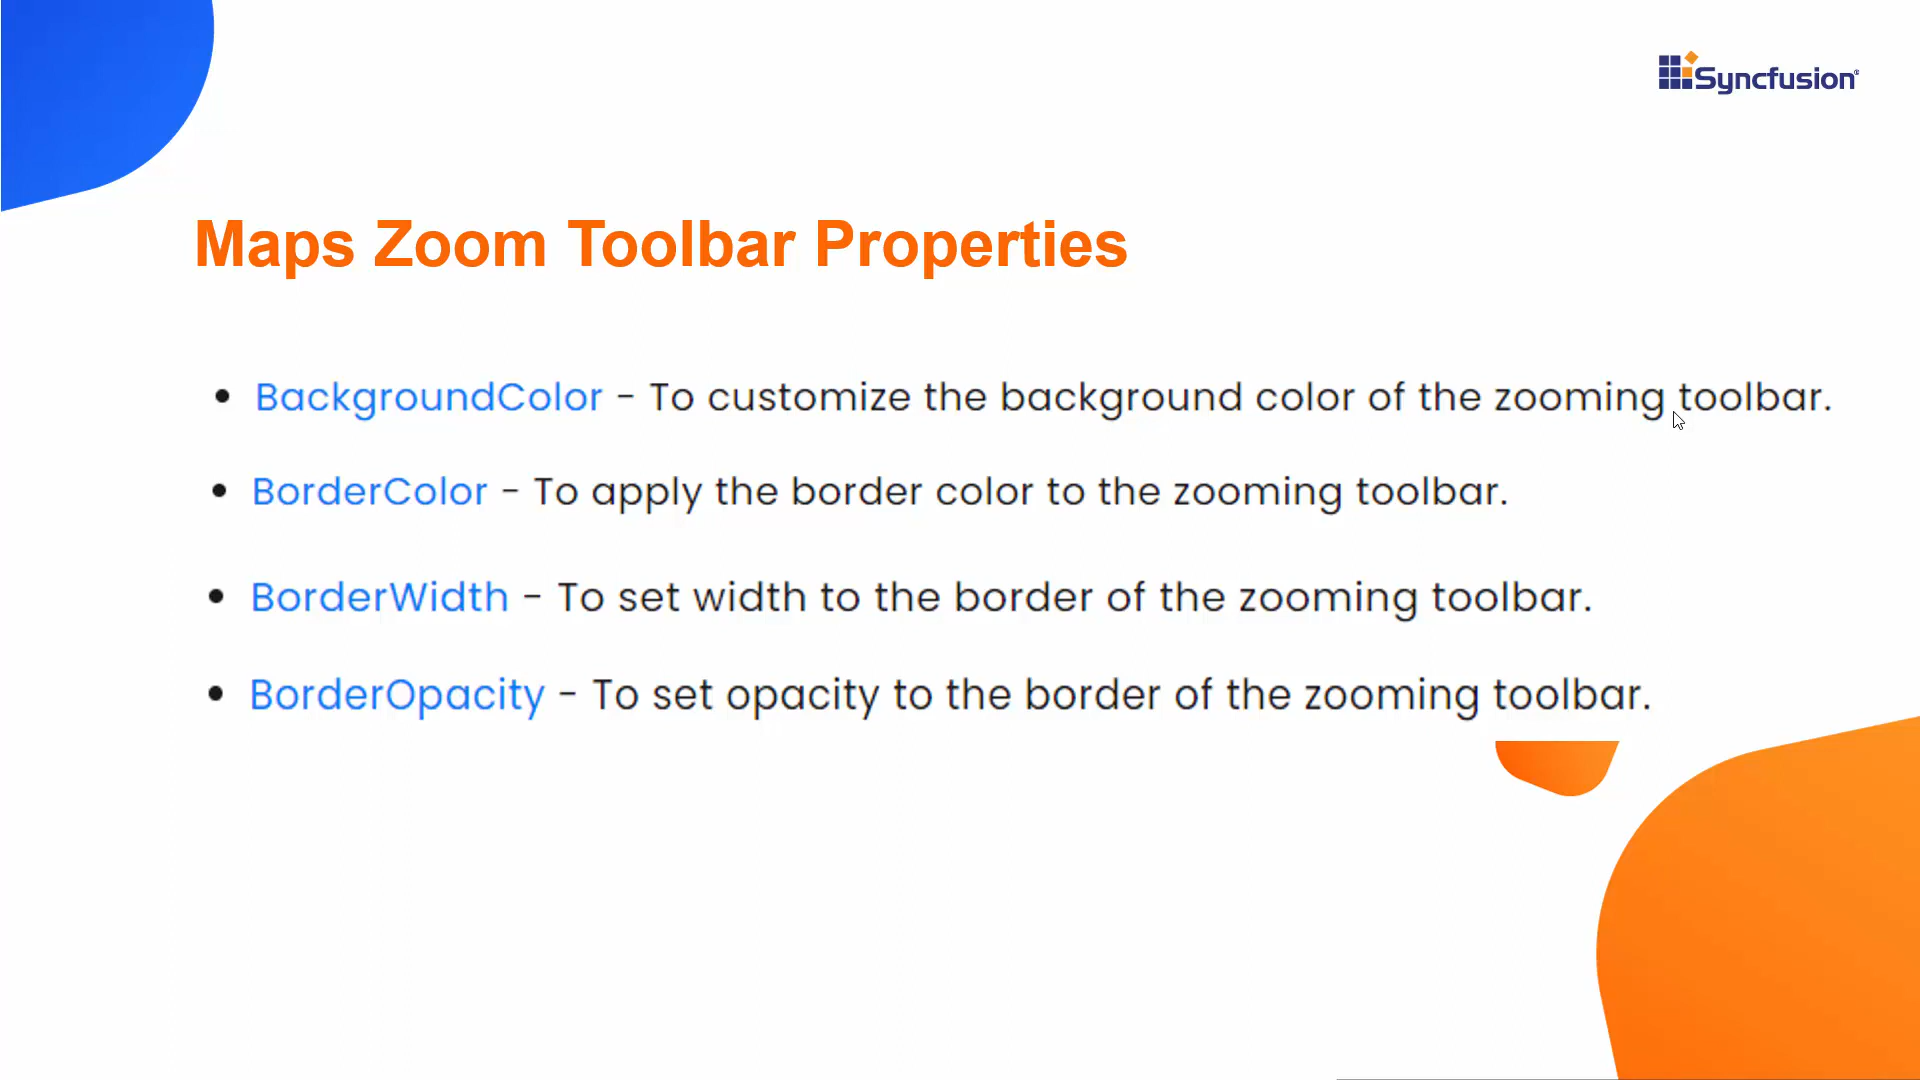 Syncfusion®
Maps Zoom Toolbar Properties
• BackgroundColor - To customize the background color of the zooming toolbar.
• BorderColor - To apply the border color to the zooming toolbar.
• BorderWidth - To set width to the border of the zooming toolbar.
• BorderOpacity - To set opacity to the border of the zooming toolbar.